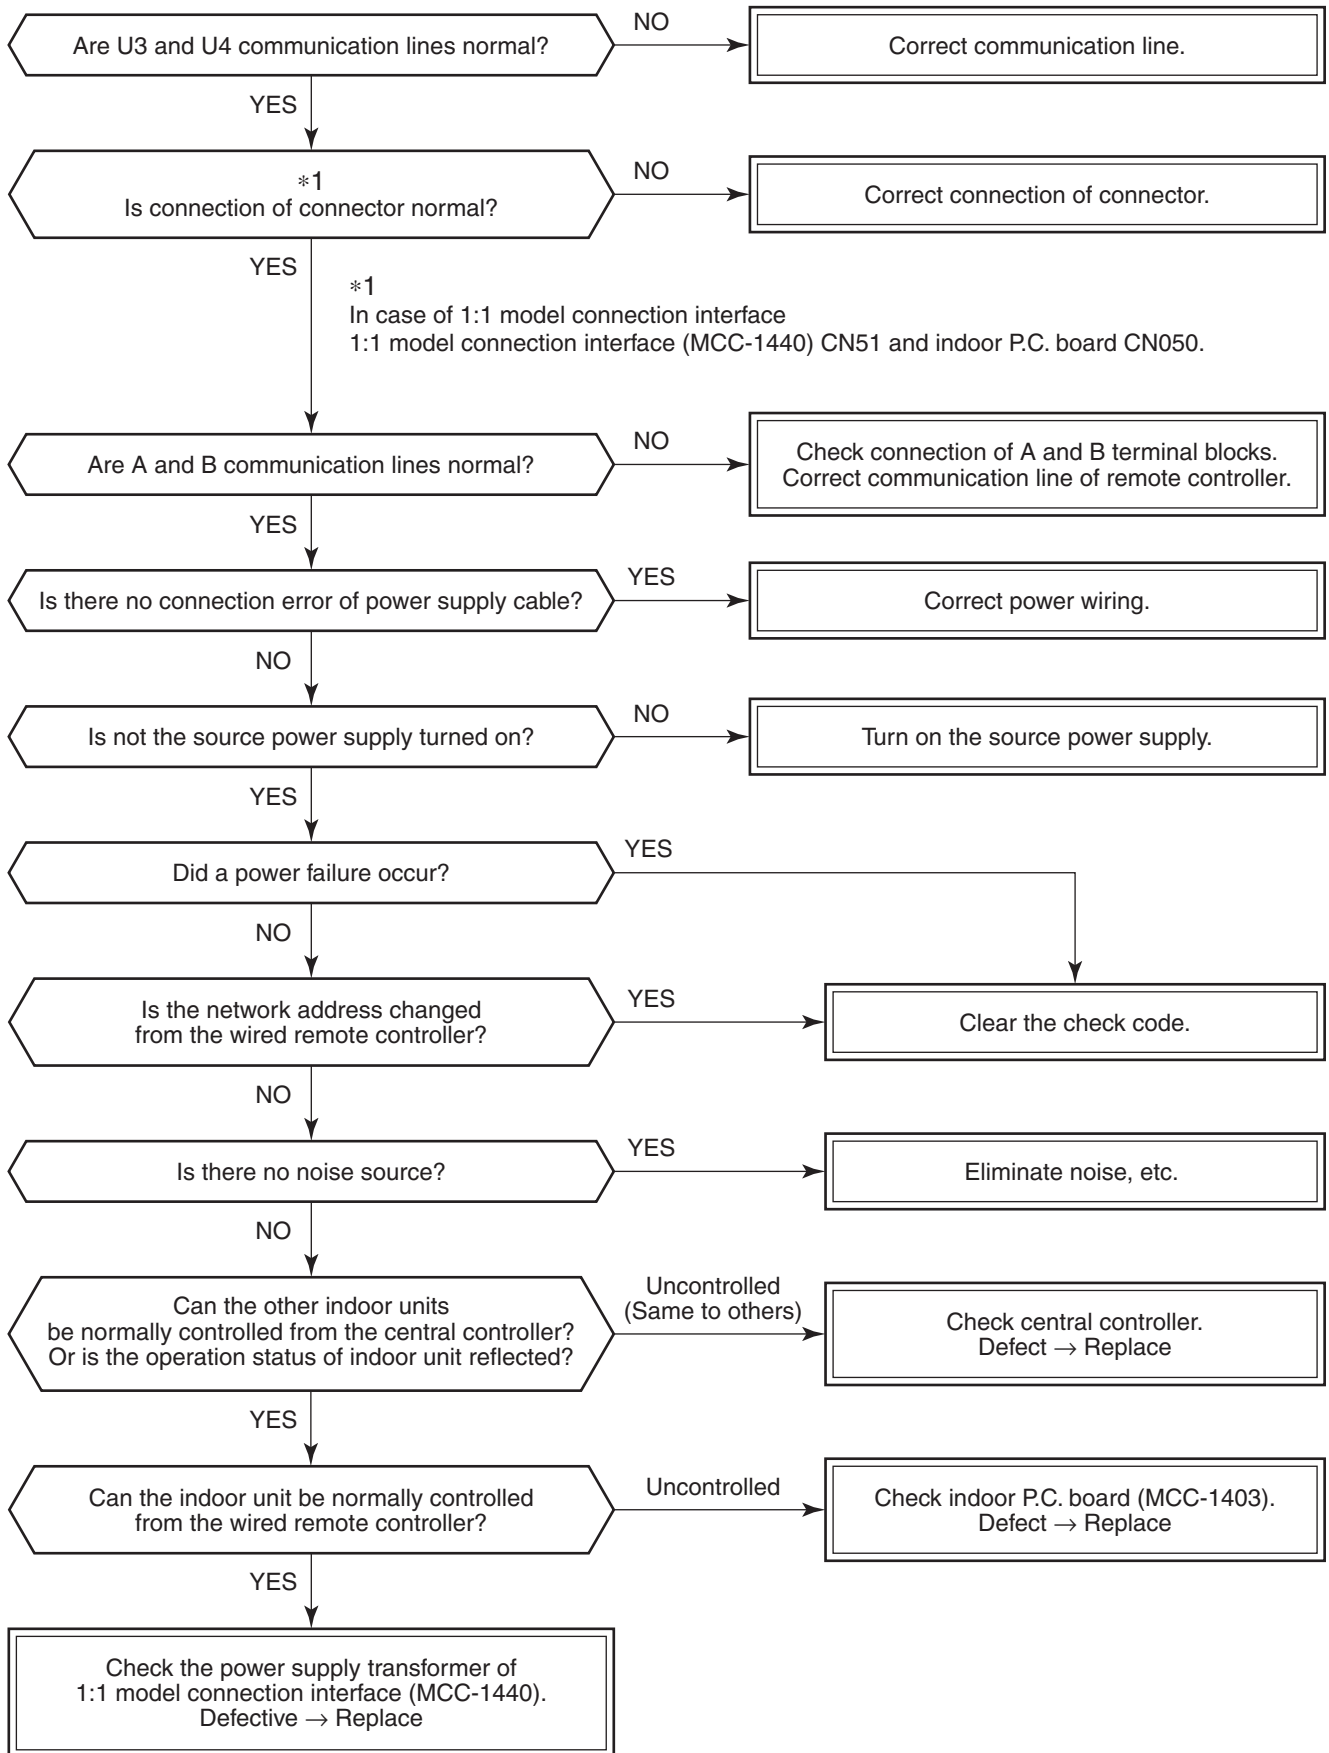 Are U3 and U4 communication lines normal?
NO
Correct communication line.
YES
*1
Is connection of connector normal?
NO
Correct connection of connector.
YES
*1
In case of 1:1 model connection interface
1:1 model connection interface (MCC-1440) CN51 and indoor P.C. board CN050.
Are A and B communication lines normal?
NO
Check connection of A and B terminal blocks.
Correct communication line of remote controller.
YES
Is there no connection error of power supply cable?
YES
Correct power wiring.
NO
Is not the source power supply turned on?
NO
Turn on the source power supply.
YES
Did a power failure occur?
YES
NO
Is the network address changed
from the wired remote controller?
YES
Clear the check code.
NO
Is there no noise source?
YES
Eliminate noise, etc.
NO
Can the other indoor units
be normally controlled from the central controller?
Or is the operation status of indoor unit reflected?
Uncontrolled
(Same to others)
Check central controller.
Defect → Replace
YES
Can the indoor unit be normally controlled
from the wired remote controller?
Uncontrolled
Check indoor P.C. board (MCC-1403).
Defect → Replace
YES
Check the power supply transformer of
1:1 model connection interface (MCC-1440).
Defective → Replace